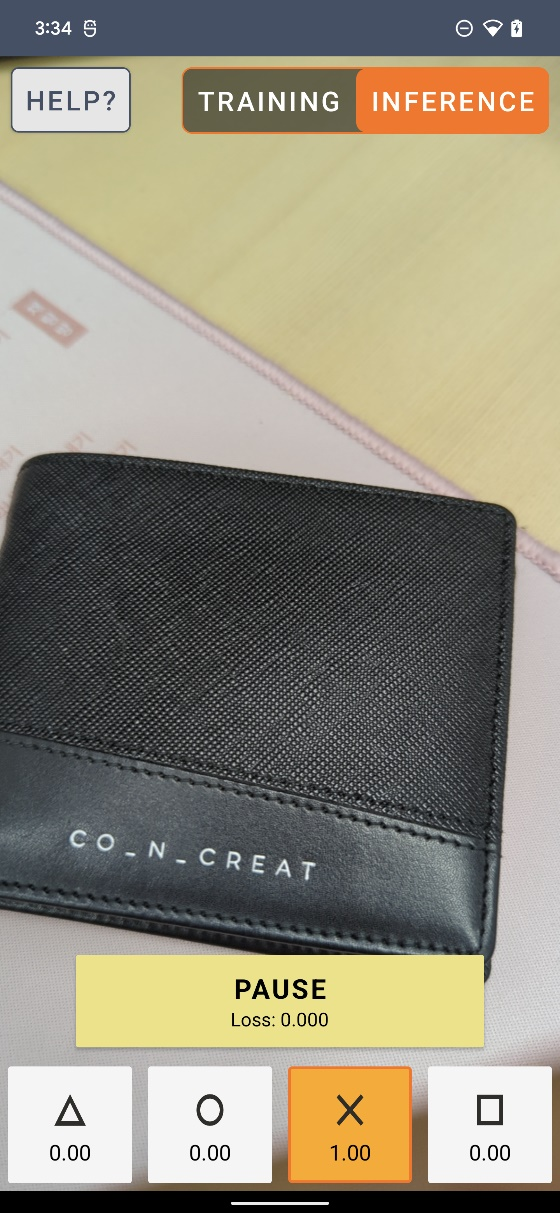 3:34
HELP?
TRAINING
INFERENCE
CO_N_CREAT
PAUSE
Loss: 0.000
0.00
0.00
1.00
0.00